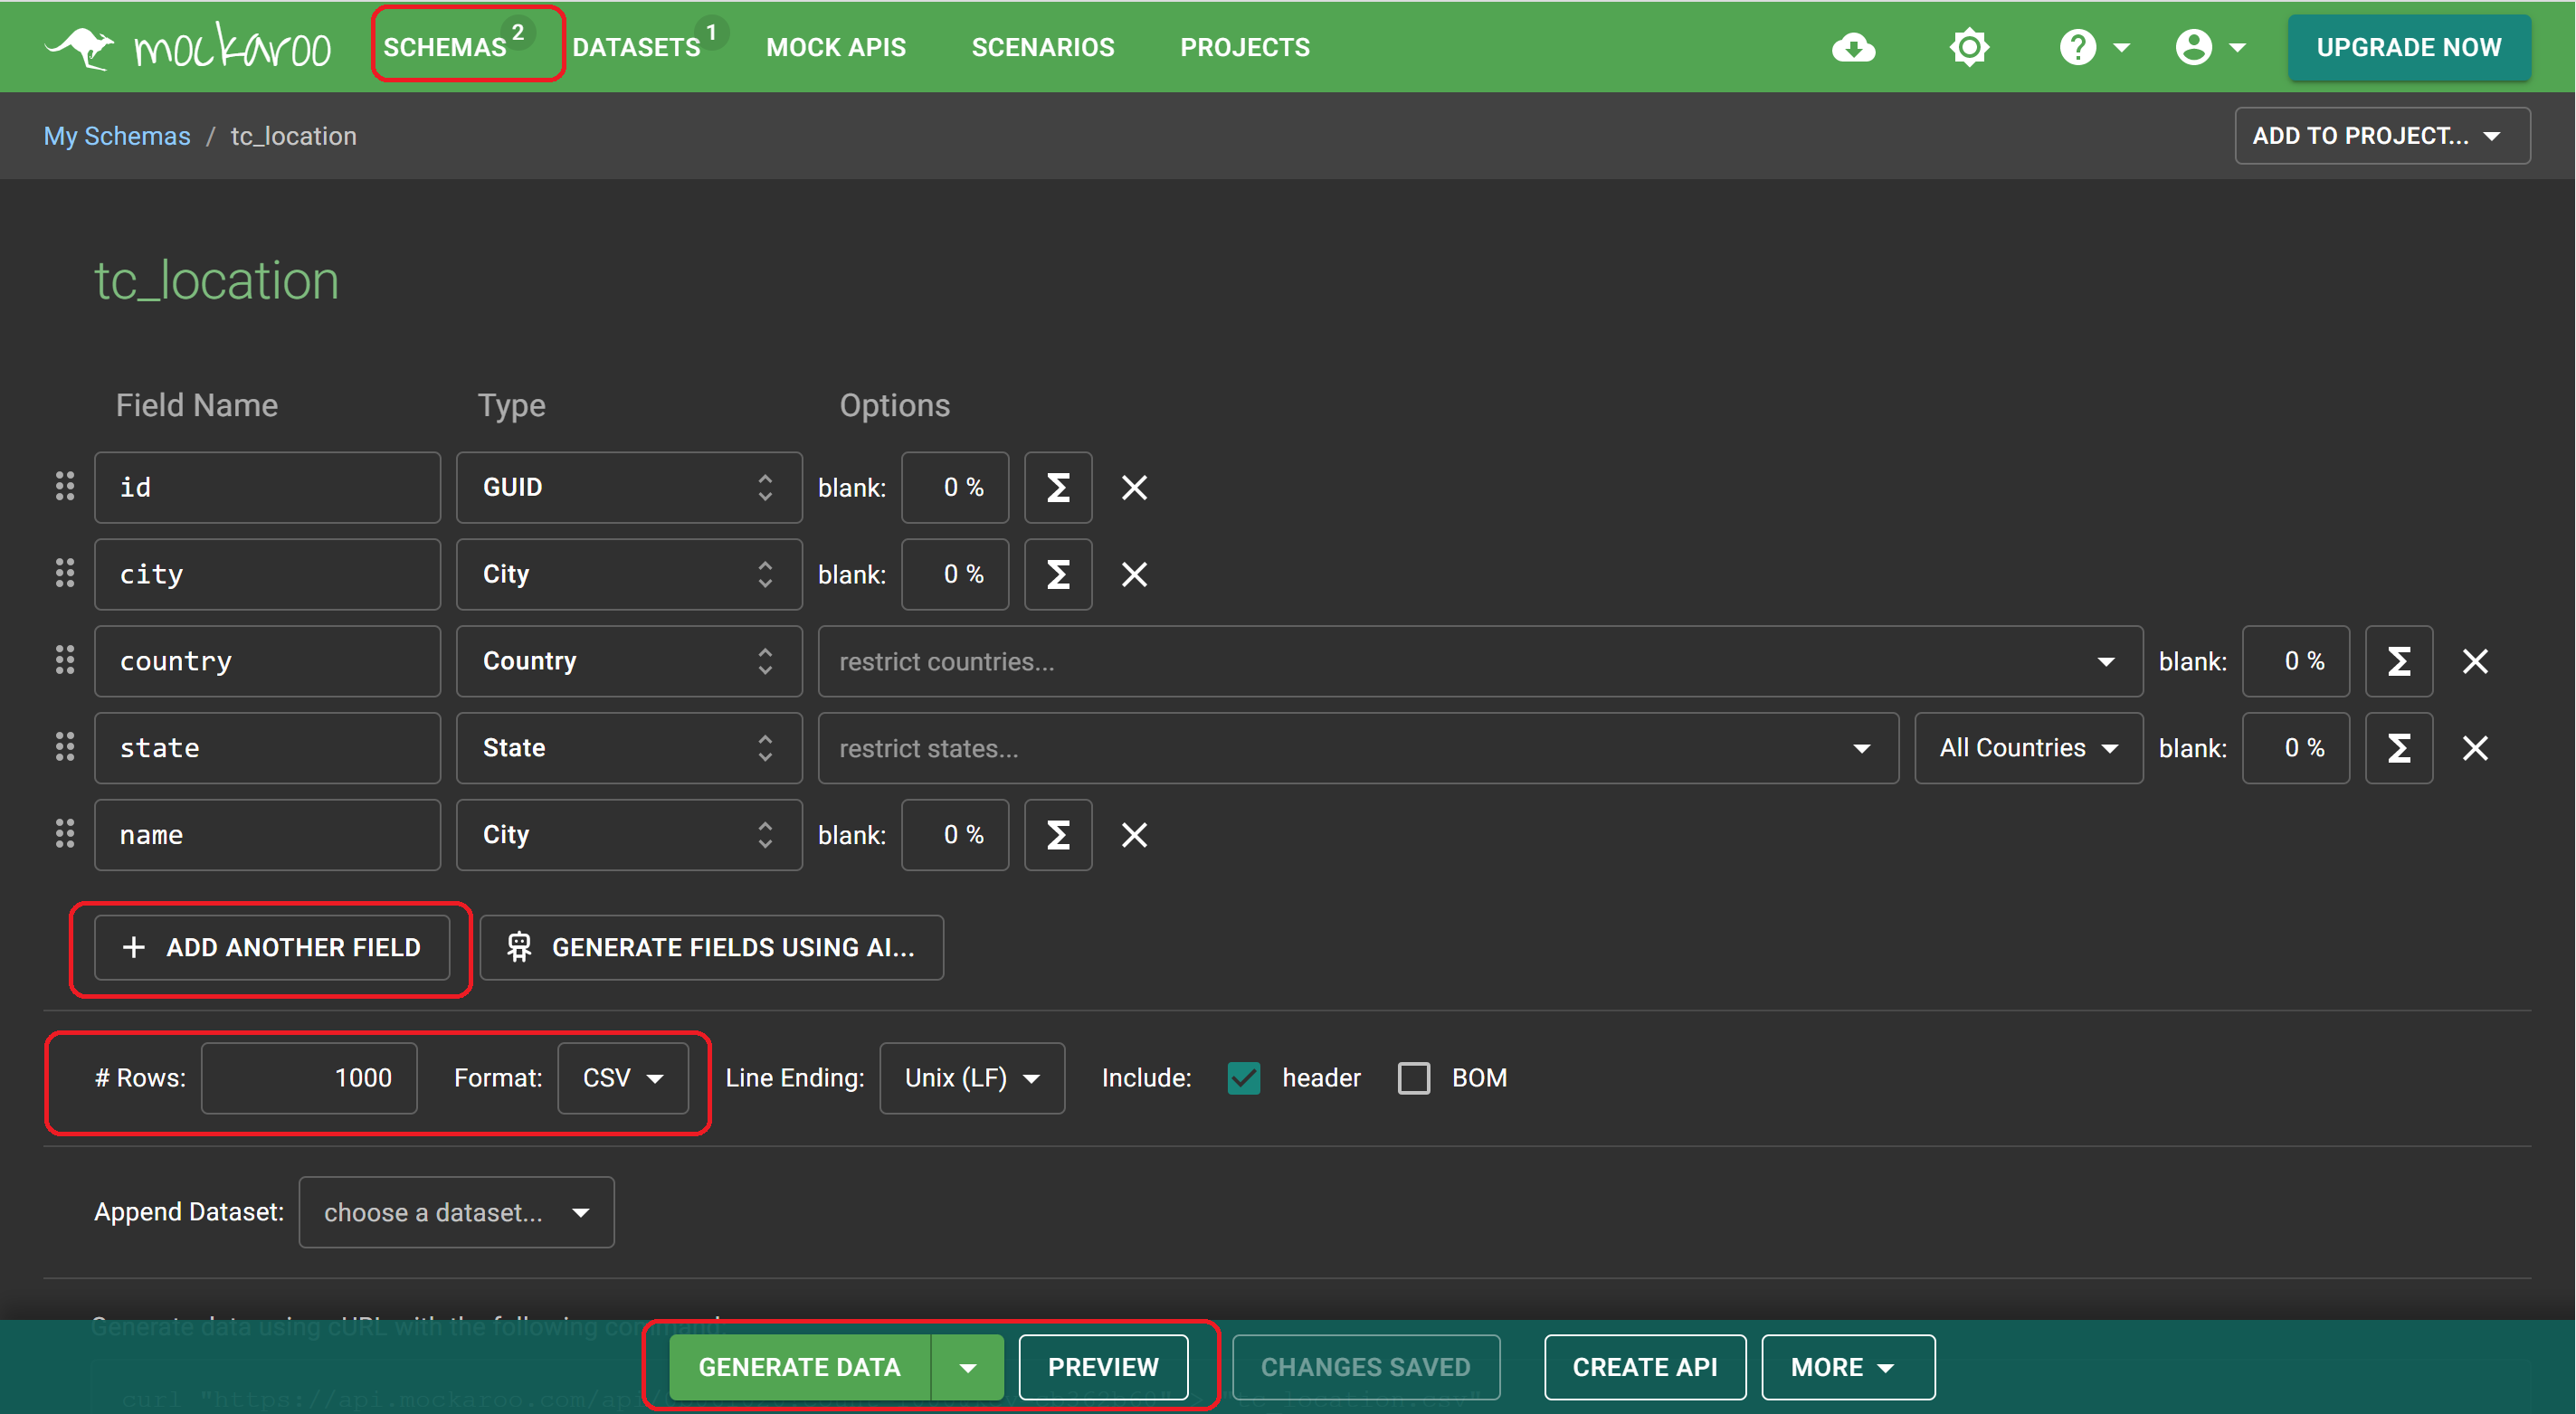 mockaroo SCHEMAS 2 DATASETS 1 MOCK APIS SCENARIOS PROJECTS ? UPGRADE NOW
My Schemas / tc_location ADD TO PROJECT...
tc_location
Field Name Type Options
id GUID blank: 0 % Σ
city City blank: 0 % Σ
country Country restrict countries... blank: 0 % Σ
state State restrict states... All Countries blank: 0 % Σ
name City blank: 0 % Σ
+ ADD ANOTHER FIELD GENERATE FIELDS USING AI...
# Rows: 1000 Format: CSV Line Ending: Unix (LF) Include: header BOM
Append Dataset: choose a dataset...
Generate data using cURL with the following command:
GENERATE DATA PREVIEW CHANGES SAVED CREATE API MORE
curl "https://api.mockaroo.com/api/ "tc_location.csv"